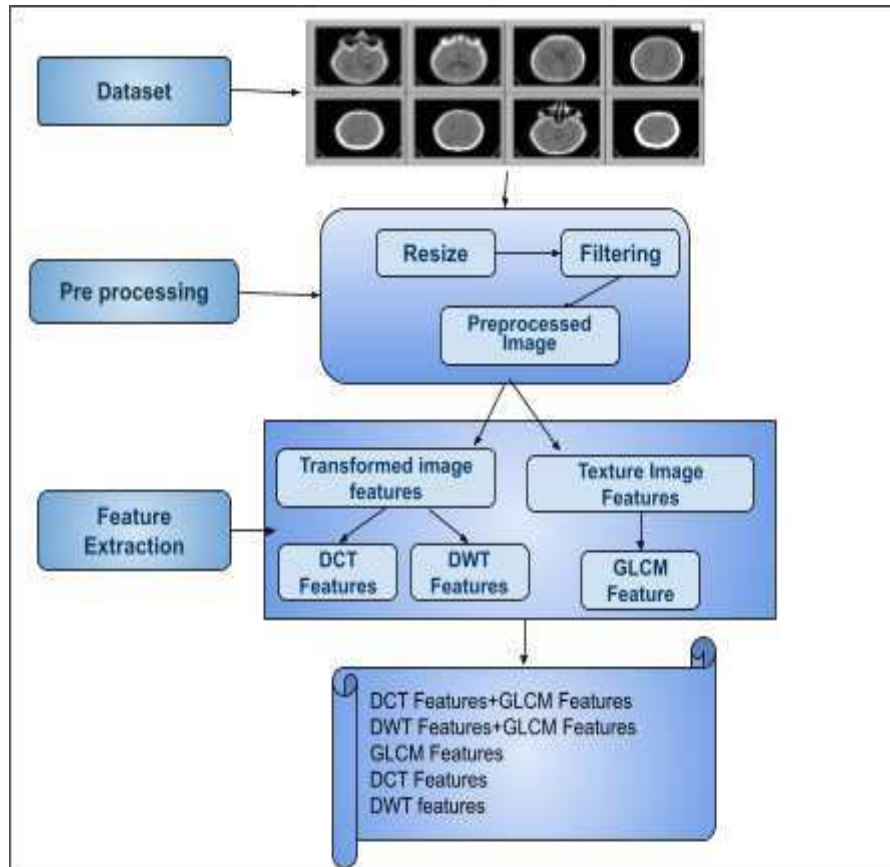 Dataset
Pre processing
Resize
Filtering
Preprocessed
Image
Feature
Extraction
Transformed image
features
Texture Image
Features
DCT
Features
DWT
Features
GLCM
Feature
DCT Features+GLCM Features
DWT Features+GLCM Features
GLCM Features
DCT Features
DWT features